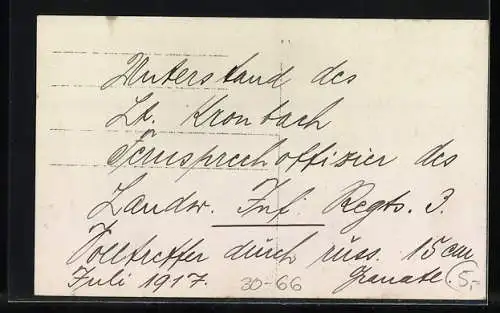 Unterstand des
Lt. Kronbach
Fernsprechoffizier des
Landw. Inf. Regts. 3.
Volltreffer durch russ. 15 cm
Juli 1917. Granate.
30-66
5,-